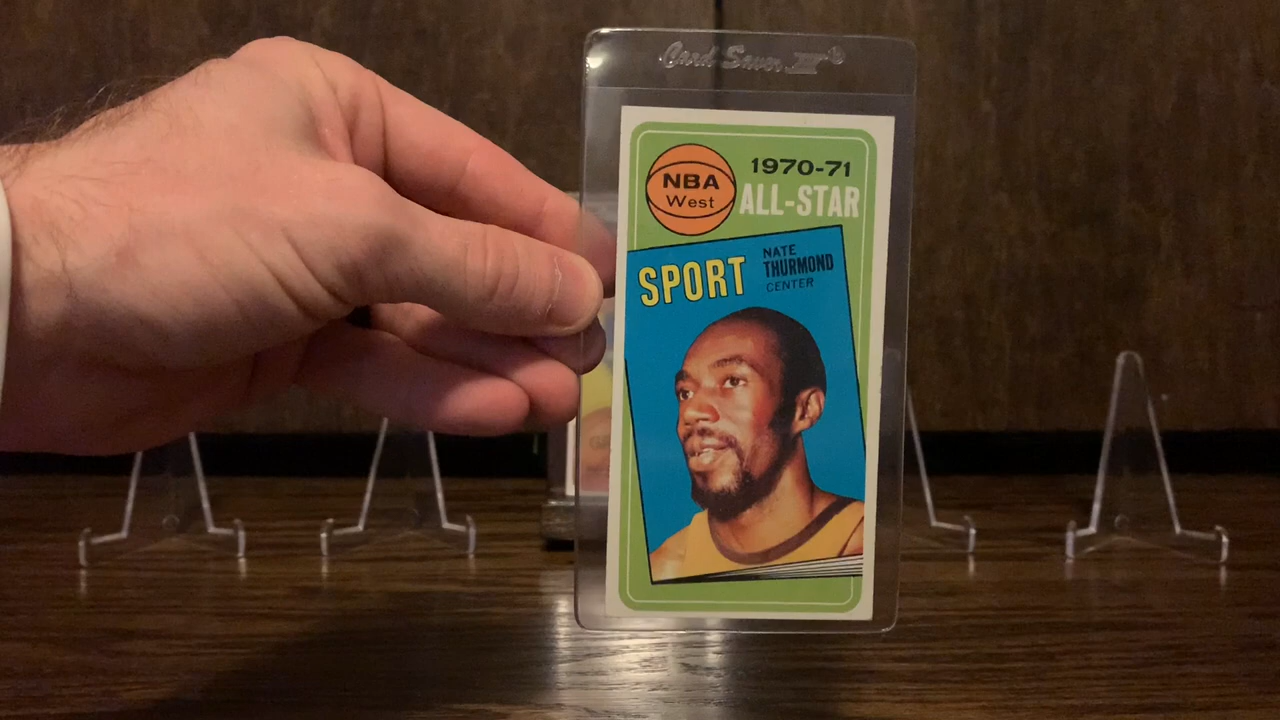 Card Saver III
NBA
West
1970-71
ALL-STAR
SPORT
NATE
THURMOND
CENTER